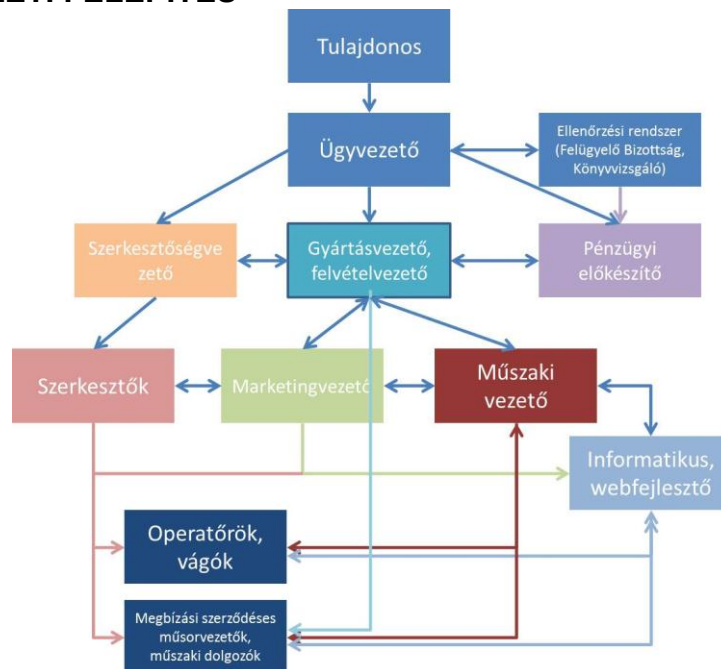 Tulajdonos
Ügyvezető
Ellenőrzési rendszer
(Felügyelő Bizottság,
Könyvvizsgáló)
Szerkesztőségve
zető
Gyártásvezető,
felvételvezető
Pénzügyi
előkészítő
Szerkesztők
Marketingvezető
Műszaki
vezető
Informatikus,
webfejlesztő
Operatőrök,
vágók
Megbízási szerződéses
műsorvezetők,
műszaki dolgozók